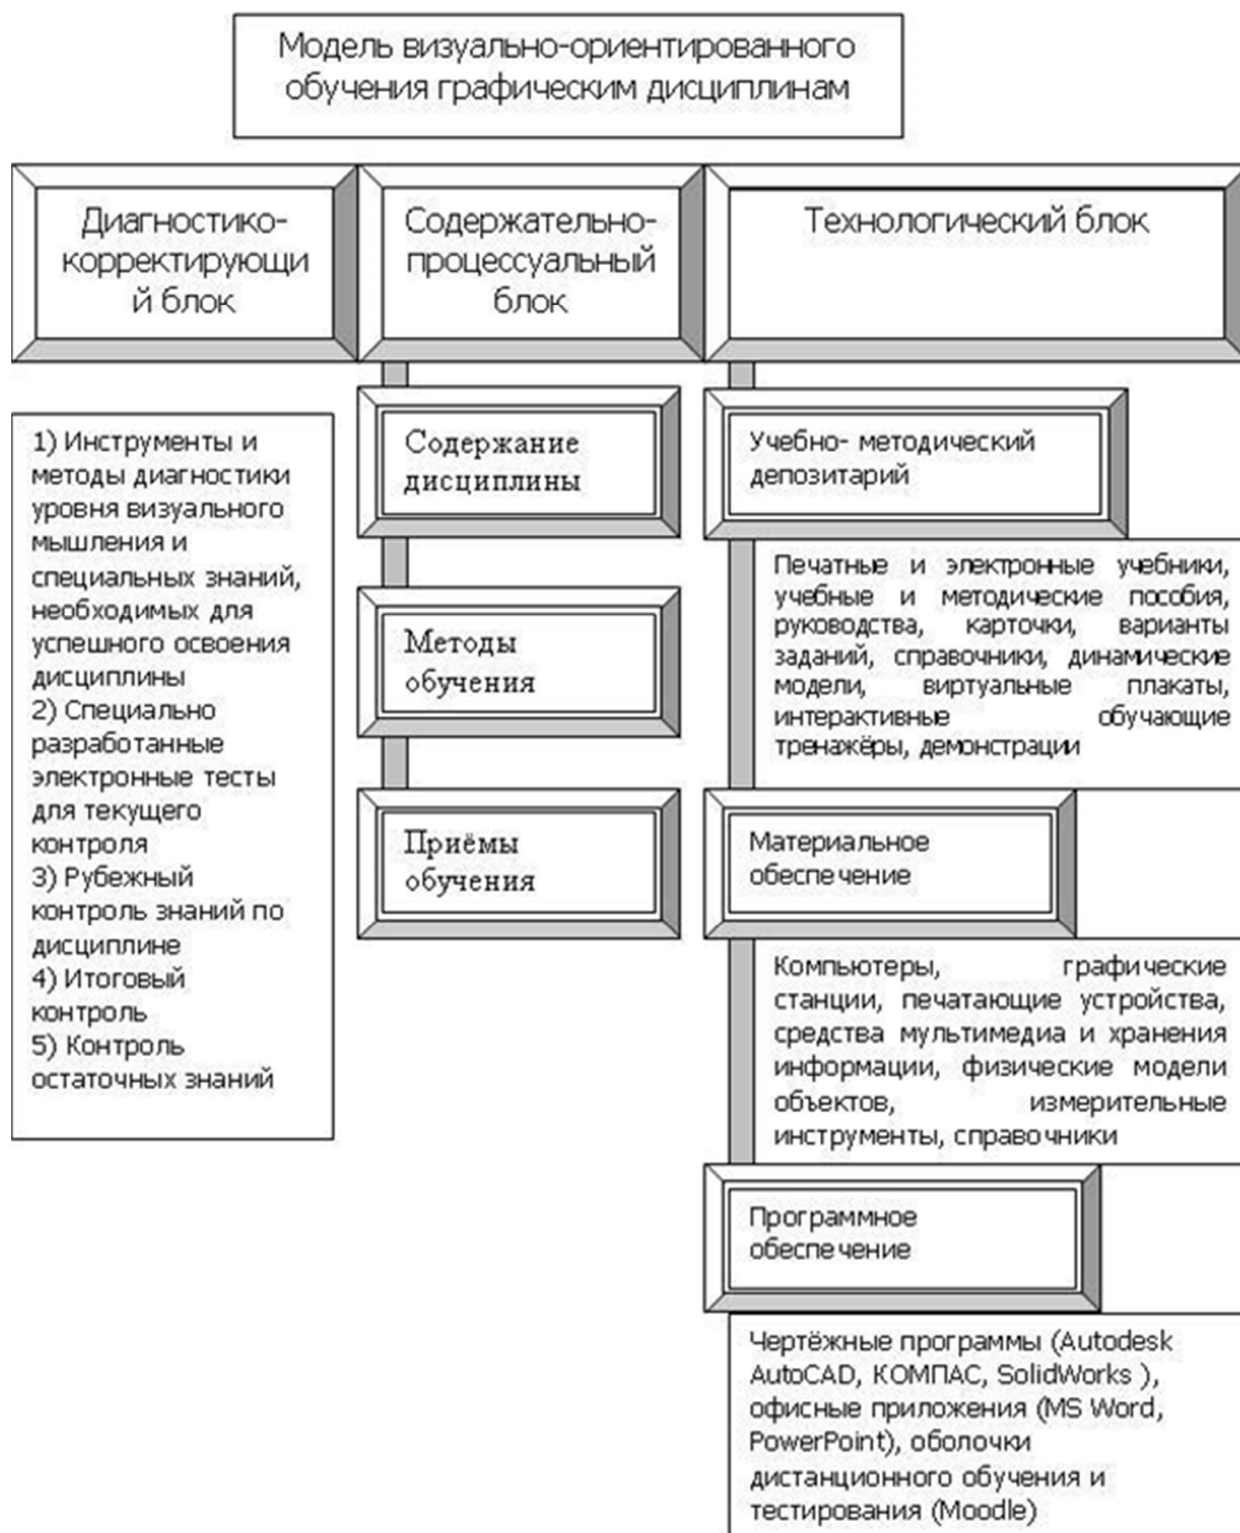 Модель визуально-ориентированного
обучения графическим дисциплинам
Диагностико-
корректирующи
й блок
1) Инструменты и
методы диагностики
уровня визуального
мышления и
специальных знаний,
необходимых для
успешного освоения
дисциплины
2) Специально
разработанные
электронные тесты
для текущего
контроля
3) Рубежный
контроль знаний по
дисциплине
4) Итоговый
контроль
5) Контроль
остаточных знаний
Содержательно-
процессуальный
блок
Содержание
дисциплины
Методы
обучения
Приёмы
обучения
Технологический блок
Учебно- методический
депозитарий
Печатные и электронные учебники,
учебные и методические пособия,
руководства, карточки, варианты
заданий, справочники, динамические
модели, виртуальные плакаты,
интерактивные обучающие
тренажёры, демонстрации
Материальное
обеспечение
Компьютеры, графические
станции, печатающие устройства,
средства мультимедиа и хранения
информации, физические модели
объектов, измерительные
инструменты, справочники
Программное
обеспечение
Чертёжные программы (Autodesk
AutoCAD, КОМПАС, SolidWorks ),
офисные приложения (MS Word,
PowerPoint), оболочки
дистанционного обучения и
тестирования (Moodle)